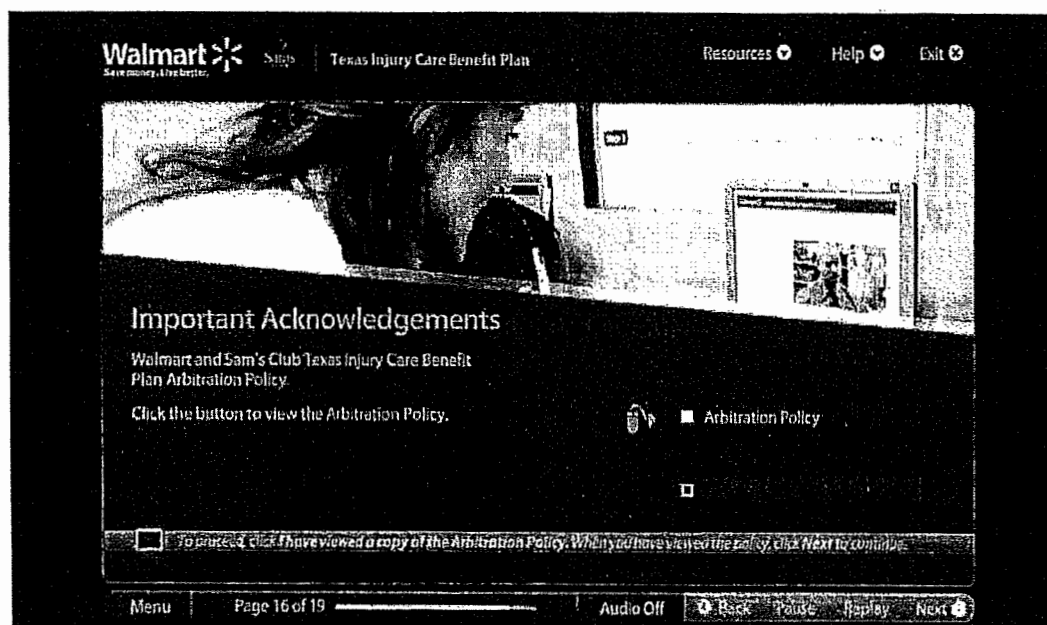 Walmart
Save money. Live better.
Sam's
Texas Injury Care Benefit Plan
Resources
Help
Exit
Important Acknowledgements
Walmart and Sam's Club Texas Injury Care Benefit
Plan Arbitration Policy.
Click the button to view the Arbitration Policy.
Arbitration Policy
To proceed, click I have viewed a copy of the Arbitration Policy. When you have viewed the policy, click Next to continue.
Menu
Page 16 of 19
Audio Off
Back
Pause
Replay
Next